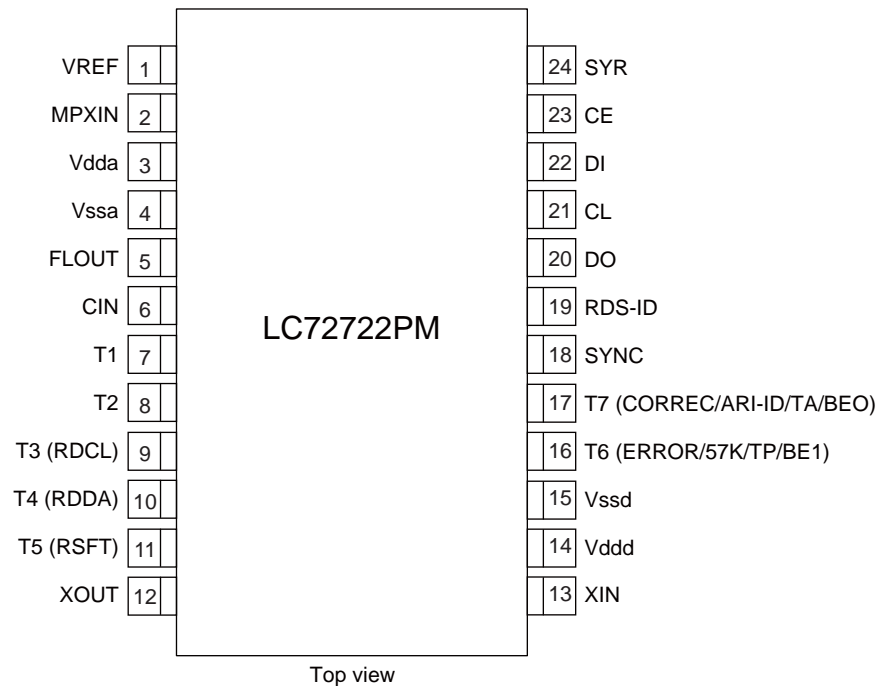 VREF 1
MPXIN 2
Vdda 3
Vssa 4
FLOUT 5
CIN 6
T1 7
T2 8
T3 (RDCL) 9
T4 (RDDA) 10
T5 (RSFT) 11
XOUT 12
LC72722PM
24 SYR
23 CE
22 DI
21 CL
20 DO
19 RDS-ID
18 SYNC
17 T7 (CORREC/ARI-ID/TA/BEO)
16 T6 (ERROR/57K/TP/BE1)
15 Vssd
14 Vddd
13 XIN
Top view